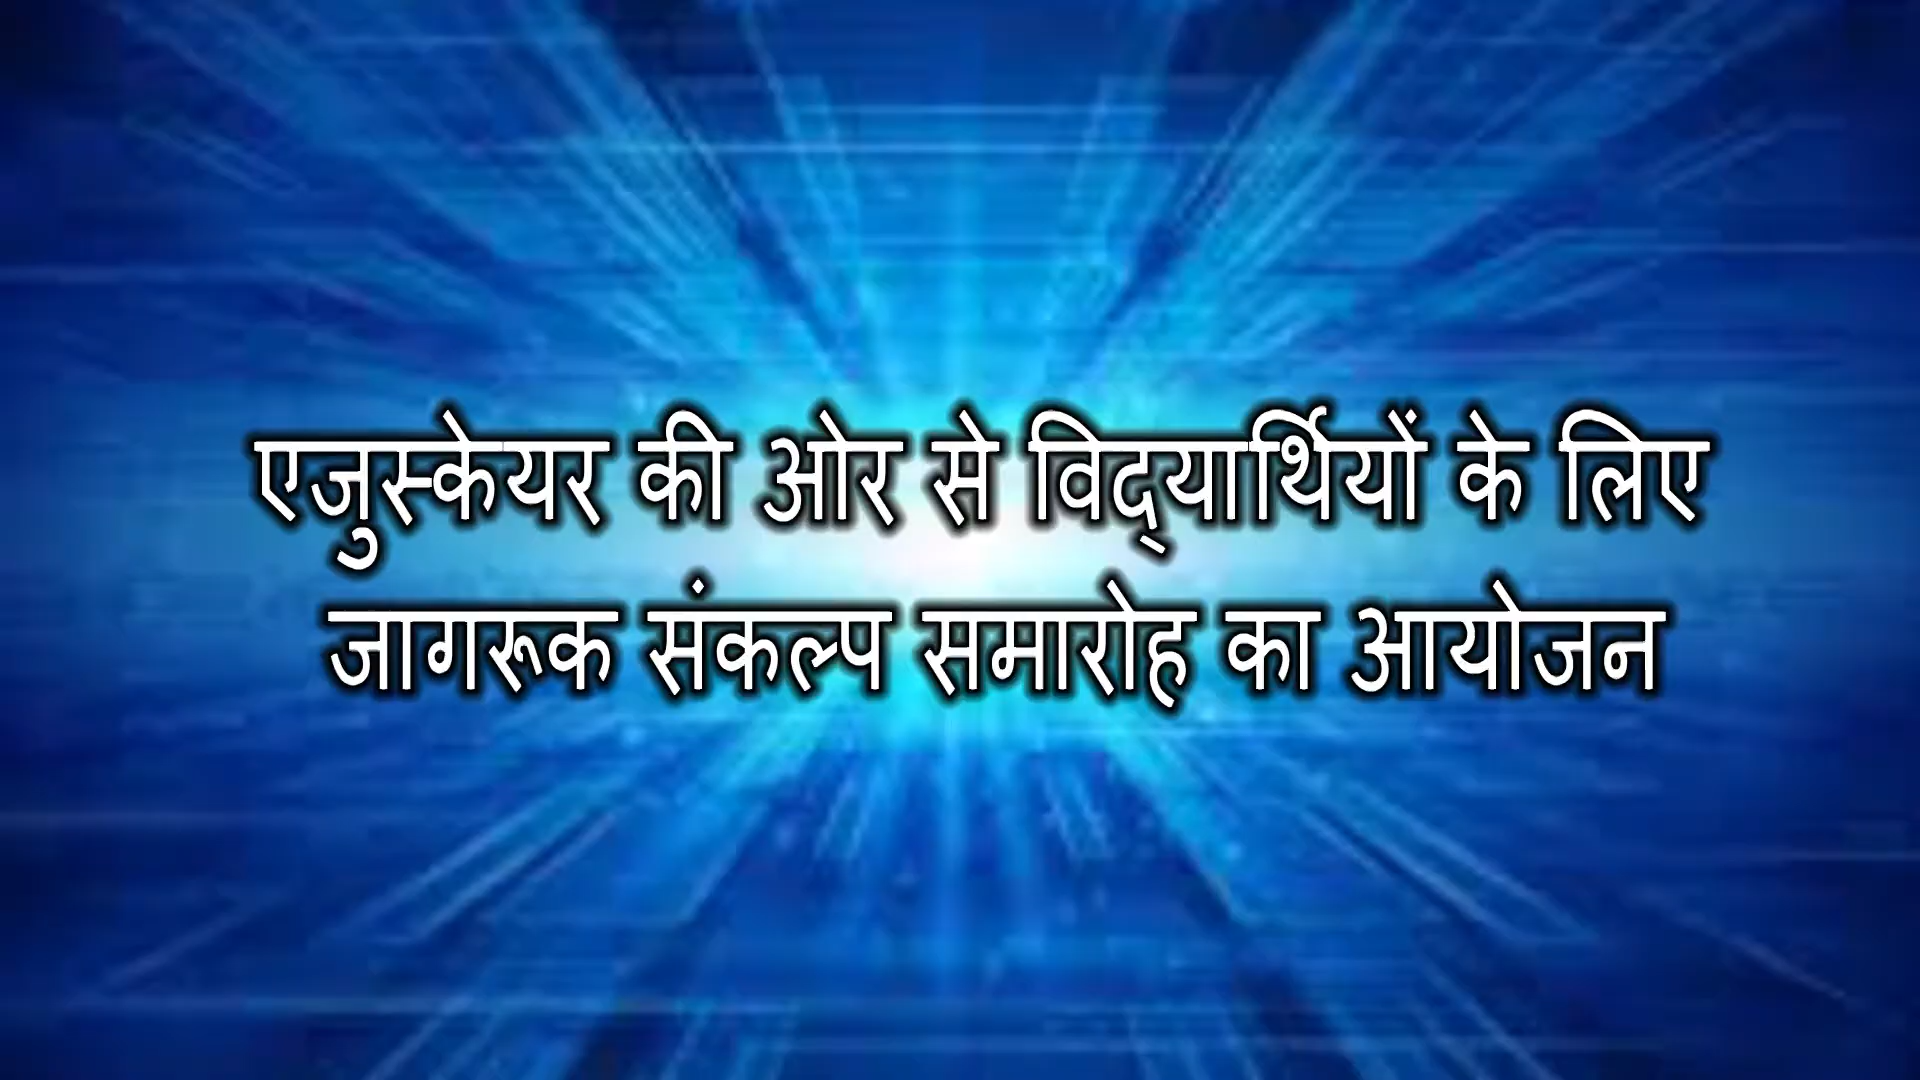 एजुस्केयर की ओर से विद्‌यार्थियों के लिए
जागरूक संकल्प समारोह का आयोजन